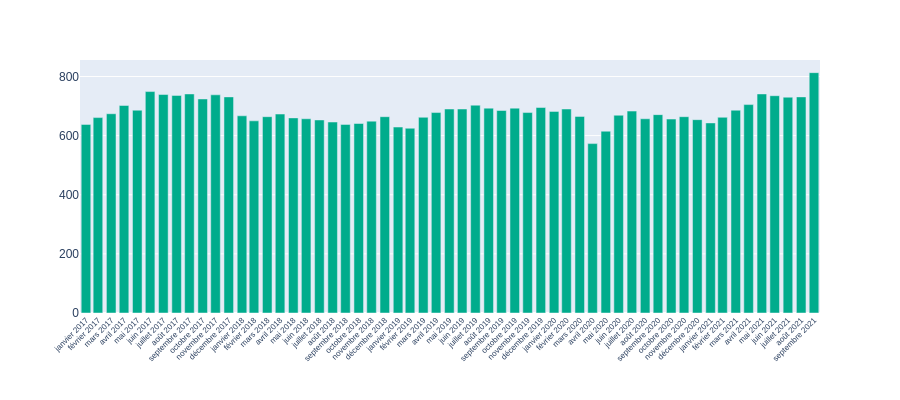 800
600
400
200
0
janvier 2017
février 2017
mars 2017
avril 2017
mai 2017
juin 2017
juillet 2017
août 2017
septembre 2017
octobre 2017
novembre 2017
décembre 2017
janvier 2018
février 2018
mars 2018
avril 2018
mai 2018
juin 2018
juillet 2018
août 2018
septembre 2018
octobre 2018
novembre 2018
décembre 2018
janvier 2019
février 2019
mars 2019
avril 2019
mai 2019
juin 2019
juillet 2019
août 2019
septembre 2019
octobre 2019
novembre 2019
décembre 2019
janvier 2020
février 2020
mars 2020
avril 2020
mai 2020
juin 2020
juillet 2020
août 2020
septembre 2020
octobre 2020
novembre 2020
décembre 2020
janvier 2021
février 2021
mars 2021
avril 2021
mai 2021
juin 2021
juillet 2021
août 2021
septembre 2021